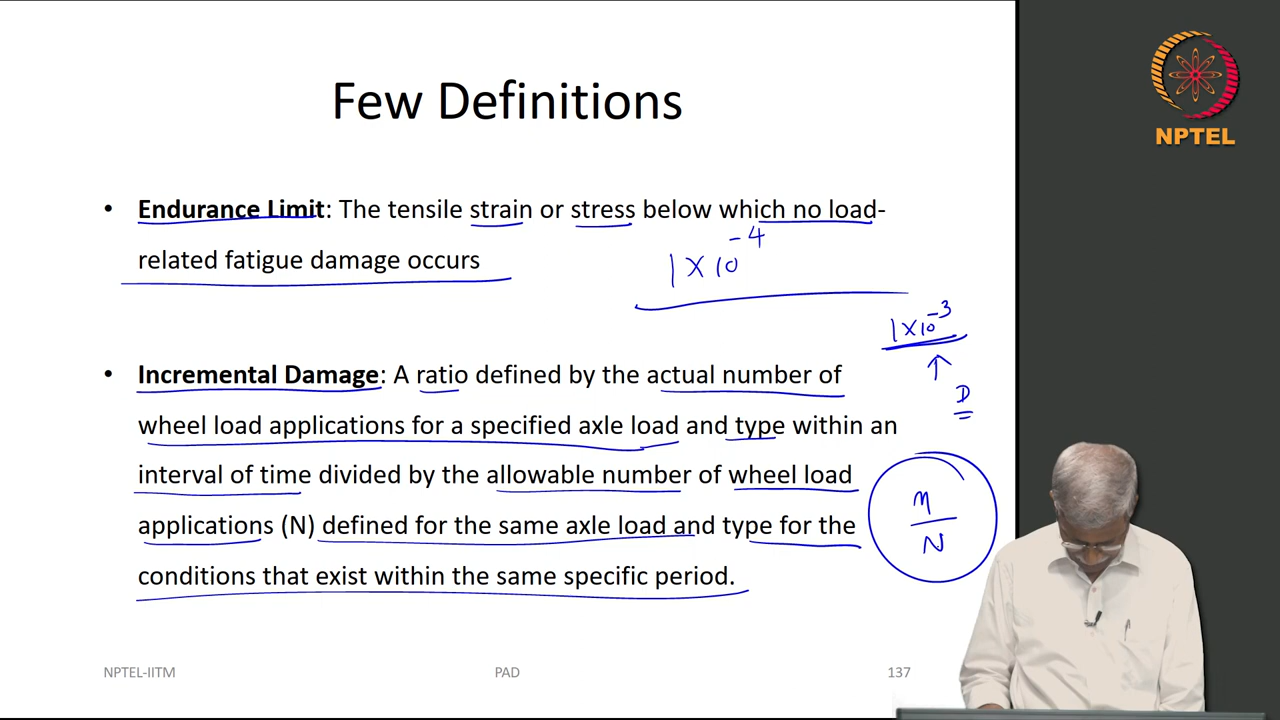 Few Definitions
NPTEL
• Endurance Limit: The tensile strain or stress below which no load-
related fatigue damage occurs
1 X 10^-4
1 X 10^-3
D
• Incremental Damage: A ratio defined by the actual number of
wheel load applications for a specified axle load and type within an
interval of time divided by the allowable number of wheel load
applications (N) defined for the same axle load and type for the
conditions that exist within the same specific period.
n
N
NPTEL-IITM
PAD
137